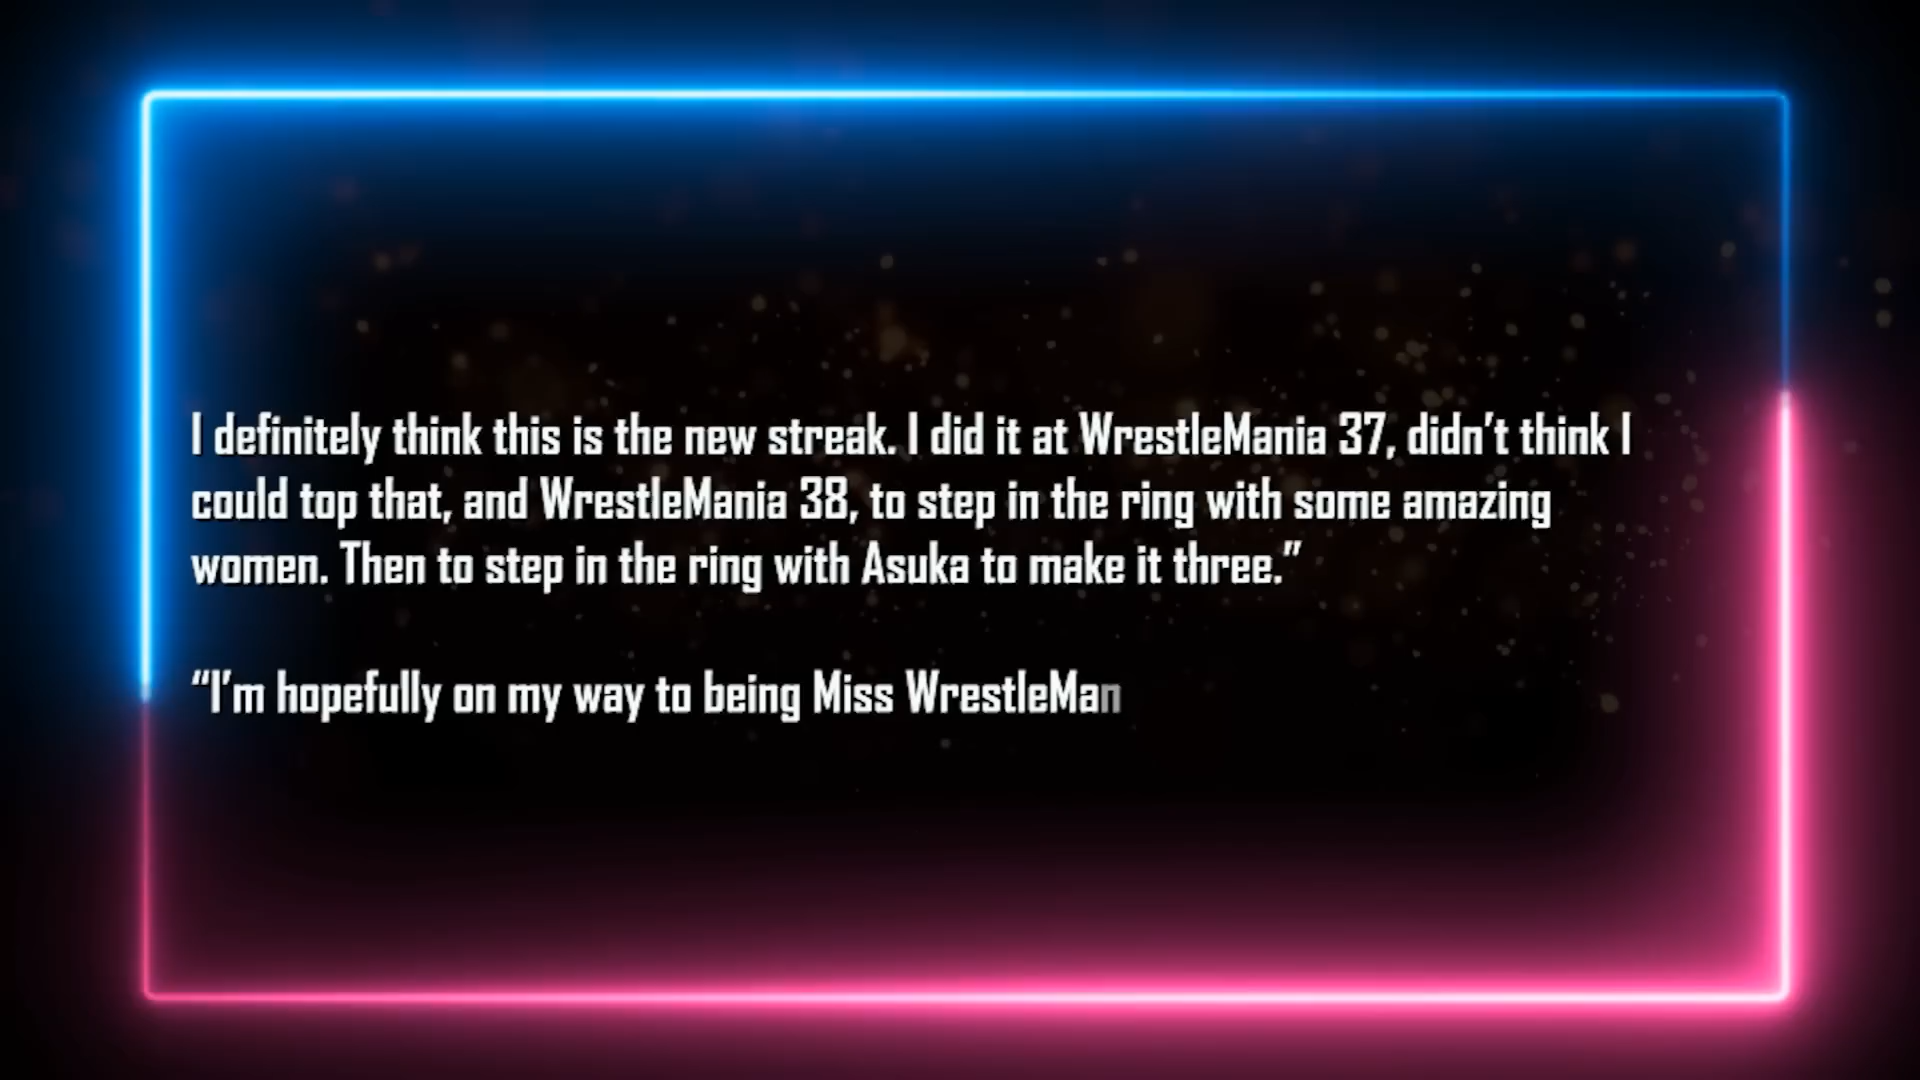 I definitely think this is the new streak. I did it at WrestleMania 37, didn’t think I
could top that, and WrestleMania 38, to step in the ring with some amazing
women. Then to step in the ring with Asuka to make it three.”
“I’m hopefully on my way to being Miss WrestleMan